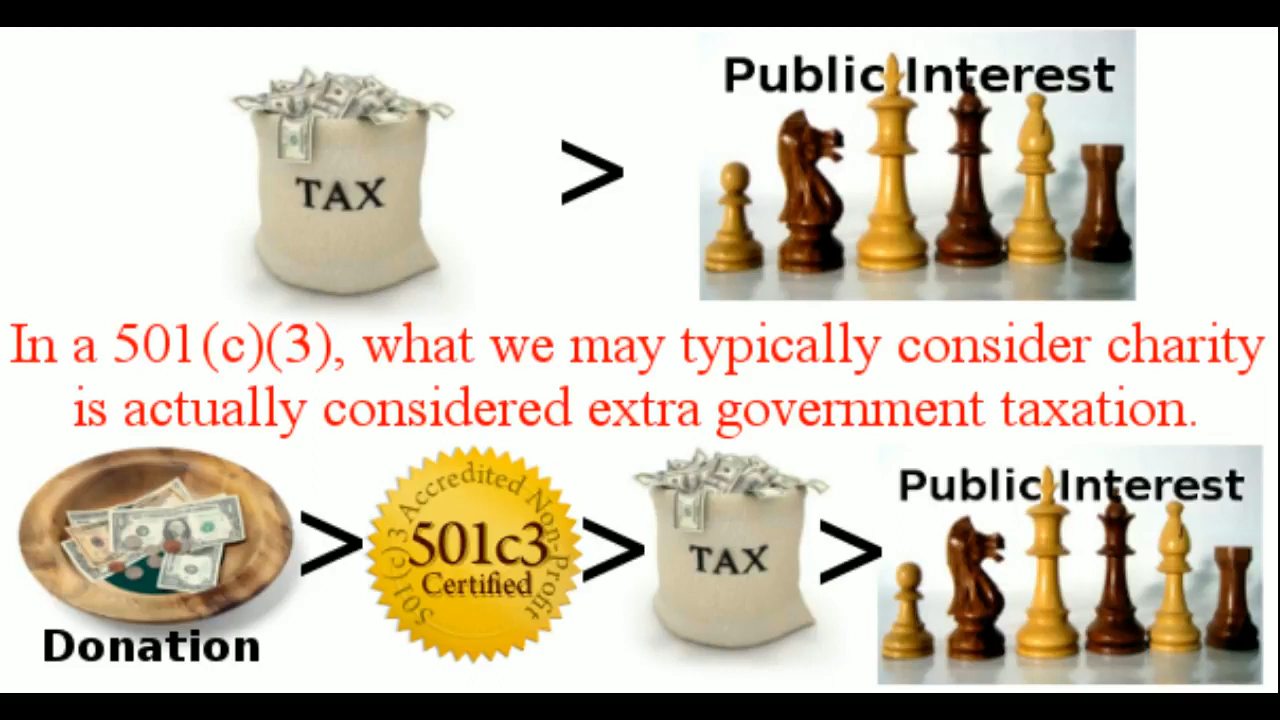 Public Interest
TAX
>
In a 501(c)(3), what we may typically consider charity
is actually considered extra government taxation.
Accredited Non-Profit
501c3
Certified
501(c)3
Donation
>
>
TAX
>
Public Interest